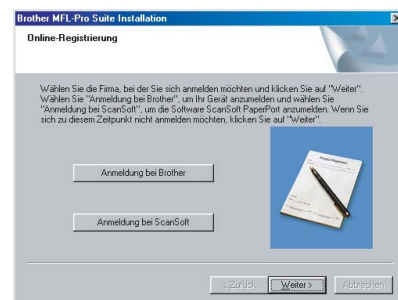 Brother MFL-Pro Suite Installation
Online-Registrierung
Wählen Sie die Firma, bei der Sie sich anmelden möchten und klicken Sie auf "Weiter".
Wählen Sie "Anmeldung bei Brother", um Ihr Gerät anzumelden und wählen Sie
"Anmeldung bei ScanSoft", um die Software ScanSoft PaperPort anzumelden. Wenn Sie
sich zu diesem Zeitpunkt nicht anmelden möchten, klicken Sie auf "Weiter".
Product Registration
Anmeldung bei Brother
Anmeldung bei ScanSoft
< Zurück Weiter > Abbrechen